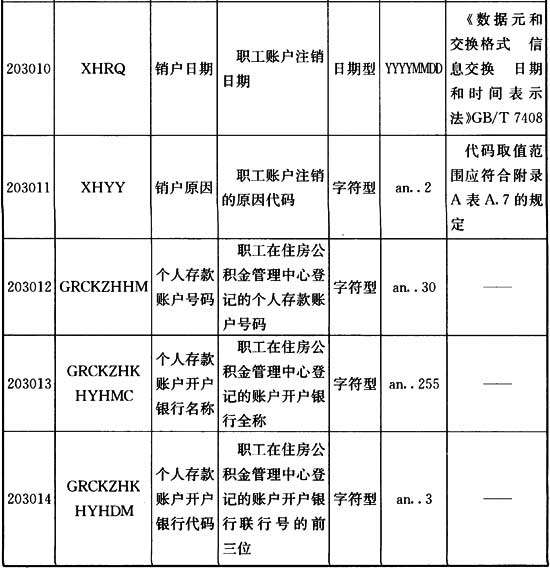 203010 XHRQ 销户日期 职工账户注销日期 日期型 YYYYMMDD 《数据元和交换格式 信息交换 日期和时间表示法》GB/T 7408
203011 XHYY 销户原因 职工账户注销的原因代码 字符型 an..2 代码取值范围应符合附录A表A.7的规定
203012 GRCKZHHM 个人存款账户号码 职工在住房公积金管理中心登记的个人存款账户号码 字符型 an..30 ——
203013 GRCKZHKHYHMC 个人存款账户开户银行名称 职工在住房公积金管理中心登记的账户开户银行全称 字符型 an..255 ——
203014 GRCKZHKHYHDM 个人存款账户开户银行代码 职工在住房公积金管理中心登记的账户开户银行联行号的前三位 字符型 an..3 ——